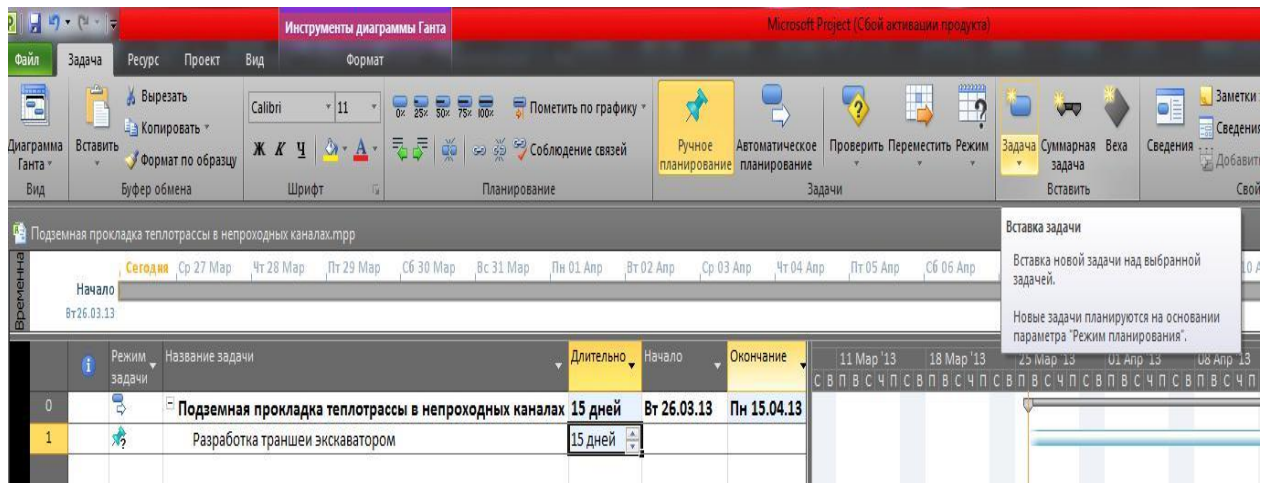 Инструменты диаграммы Ганта
Microsoft Project (Сбой активации продукта)
Файл Задача Ресурс Проект Вид Формат
Диаграмма Ганта
Вставить
Вырезать
Копировать
Формат по образцу
Calibri 11
Ж К Ч
0% 25% 50% 75% 100%
Пометить по графику
Соблюдение связей
Ручное планирование
Автоматическое планирование
Проверить Переместить Режим
Задача Суммарная задача Веха
Сведения
Заметки
Сведения
Добавить
Вид Буфер обмена Шрифт Планирование Задачи Вставить Свой
Вставка задачи
Вставка новой задачи над выбранной
задачей.
Новые задачи планируются на основании
параметра "Режим планирования".
Подземная прокладка теплотрассы в непроходных каналах.mpp
Временна
Сегодня Ср 27 Мар Чт 28 Мар Пт 29 Мар Сб 30 Мар Вс 31 Мар Пн 01 Апр Вт 02 Апр Ср 03 Апр Чт 04 Апр Пт 05 Апр Сб 06 Апр
Начало
Вт 26.03.13
Режим задачи Название задачи Длительно Начало Окончание
11 Мар '13 18 Мар '13 25 Мар '13 01 Апр '13 08 Апр '13
С В П В С Ч П С В П В С Ч П С В П В С Ч П С В П В С Ч П С В П В С Ч П
0 Подземная прокладка теплотрассы в непроходных каналах 15 дней Вт 26.03.13 Пн 15.04.13
1 Разработка траншеи экскаватором 15 дней